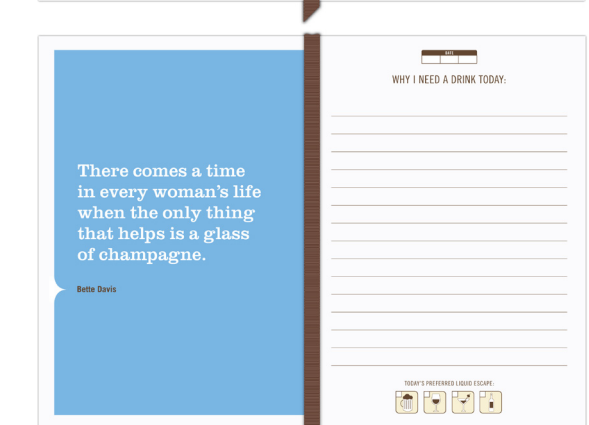 There comes a time
in every woman's life
when the only thing
that helps is a glass
of champagne.
Bette Davis
DATE
WHY I NEED A DRINK TODAY:
TODAY'S PREFERRED LIQUID ESCAPE: